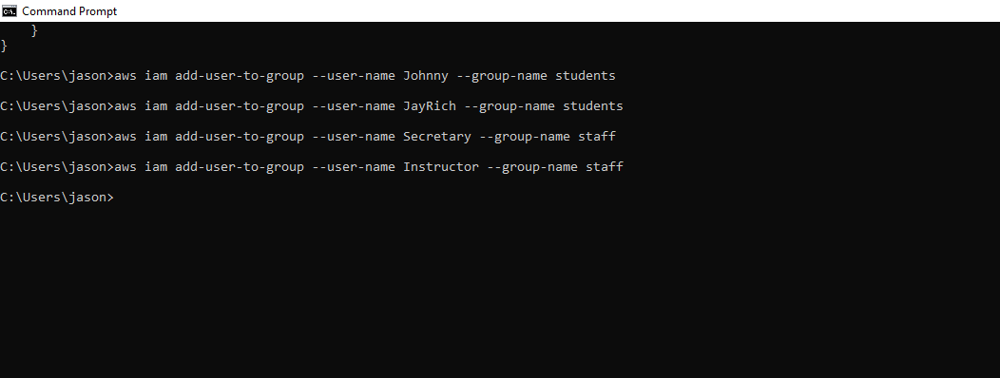 Command Prompt
}
}
C:\Users\jason>aws iam add-user-to-group --user-name Johnny --group-name students
C:\Users\jason>aws iam add-user-to-group --user-name JayRich --group-name students
C:\Users\jason>aws iam add-user-to-group --user-name Secretary --group-name staff
C:\Users\jason>aws iam add-user-to-group --user-name Instructor --group-name staff
C:\Users\jason>